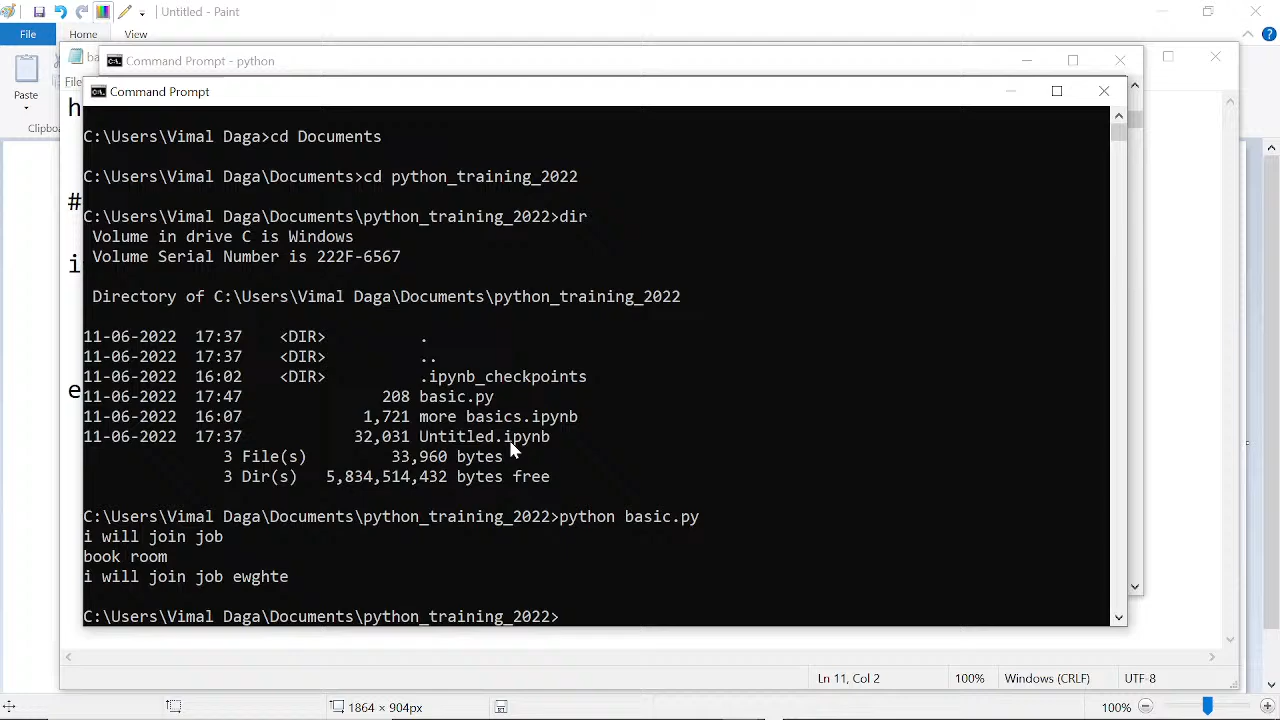 Untitled - Paint
File
Home
View
Paste
Clipb
ba
File
Command Prompt - python
Command Prompt
h
#
i
e
C:\Users\Vimal Daga>cd Documents
C:\Users\Vimal Daga\Documents>cd python_training_2022
C:\Users\Vimal Daga\Documents\python_training_2022>dir
Volume in drive C is Windows
Volume Serial Number is 222F-6567
Directory of C:\Users\Vimal Daga\Documents\python_training_2022
11-06-2022  17:37    <DIR>          .
11-06-2022  17:37    <DIR>          ..
11-06-2022  16:02    <DIR>          .ipynb_checkpoints
11-06-2022  17:47               208 basic.py
11-06-2022  16:07             1,721 more basics.ipynb
11-06-2022  17:37            32,031 Untitled.ipynb
3 File(s)         33,960 bytes
3 Dir(s)   5,834,514,432 bytes free
C:\Users\Vimal Daga\Documents\python_training_2022>python basic.py
i will join job
book room
i will join job ewghte
C:\Users\Vimal Daga\Documents\python_training_2022>
Ln 11, Col 2
100%
Windows (CRLF)
UTF-8
1864 × 904px
100%